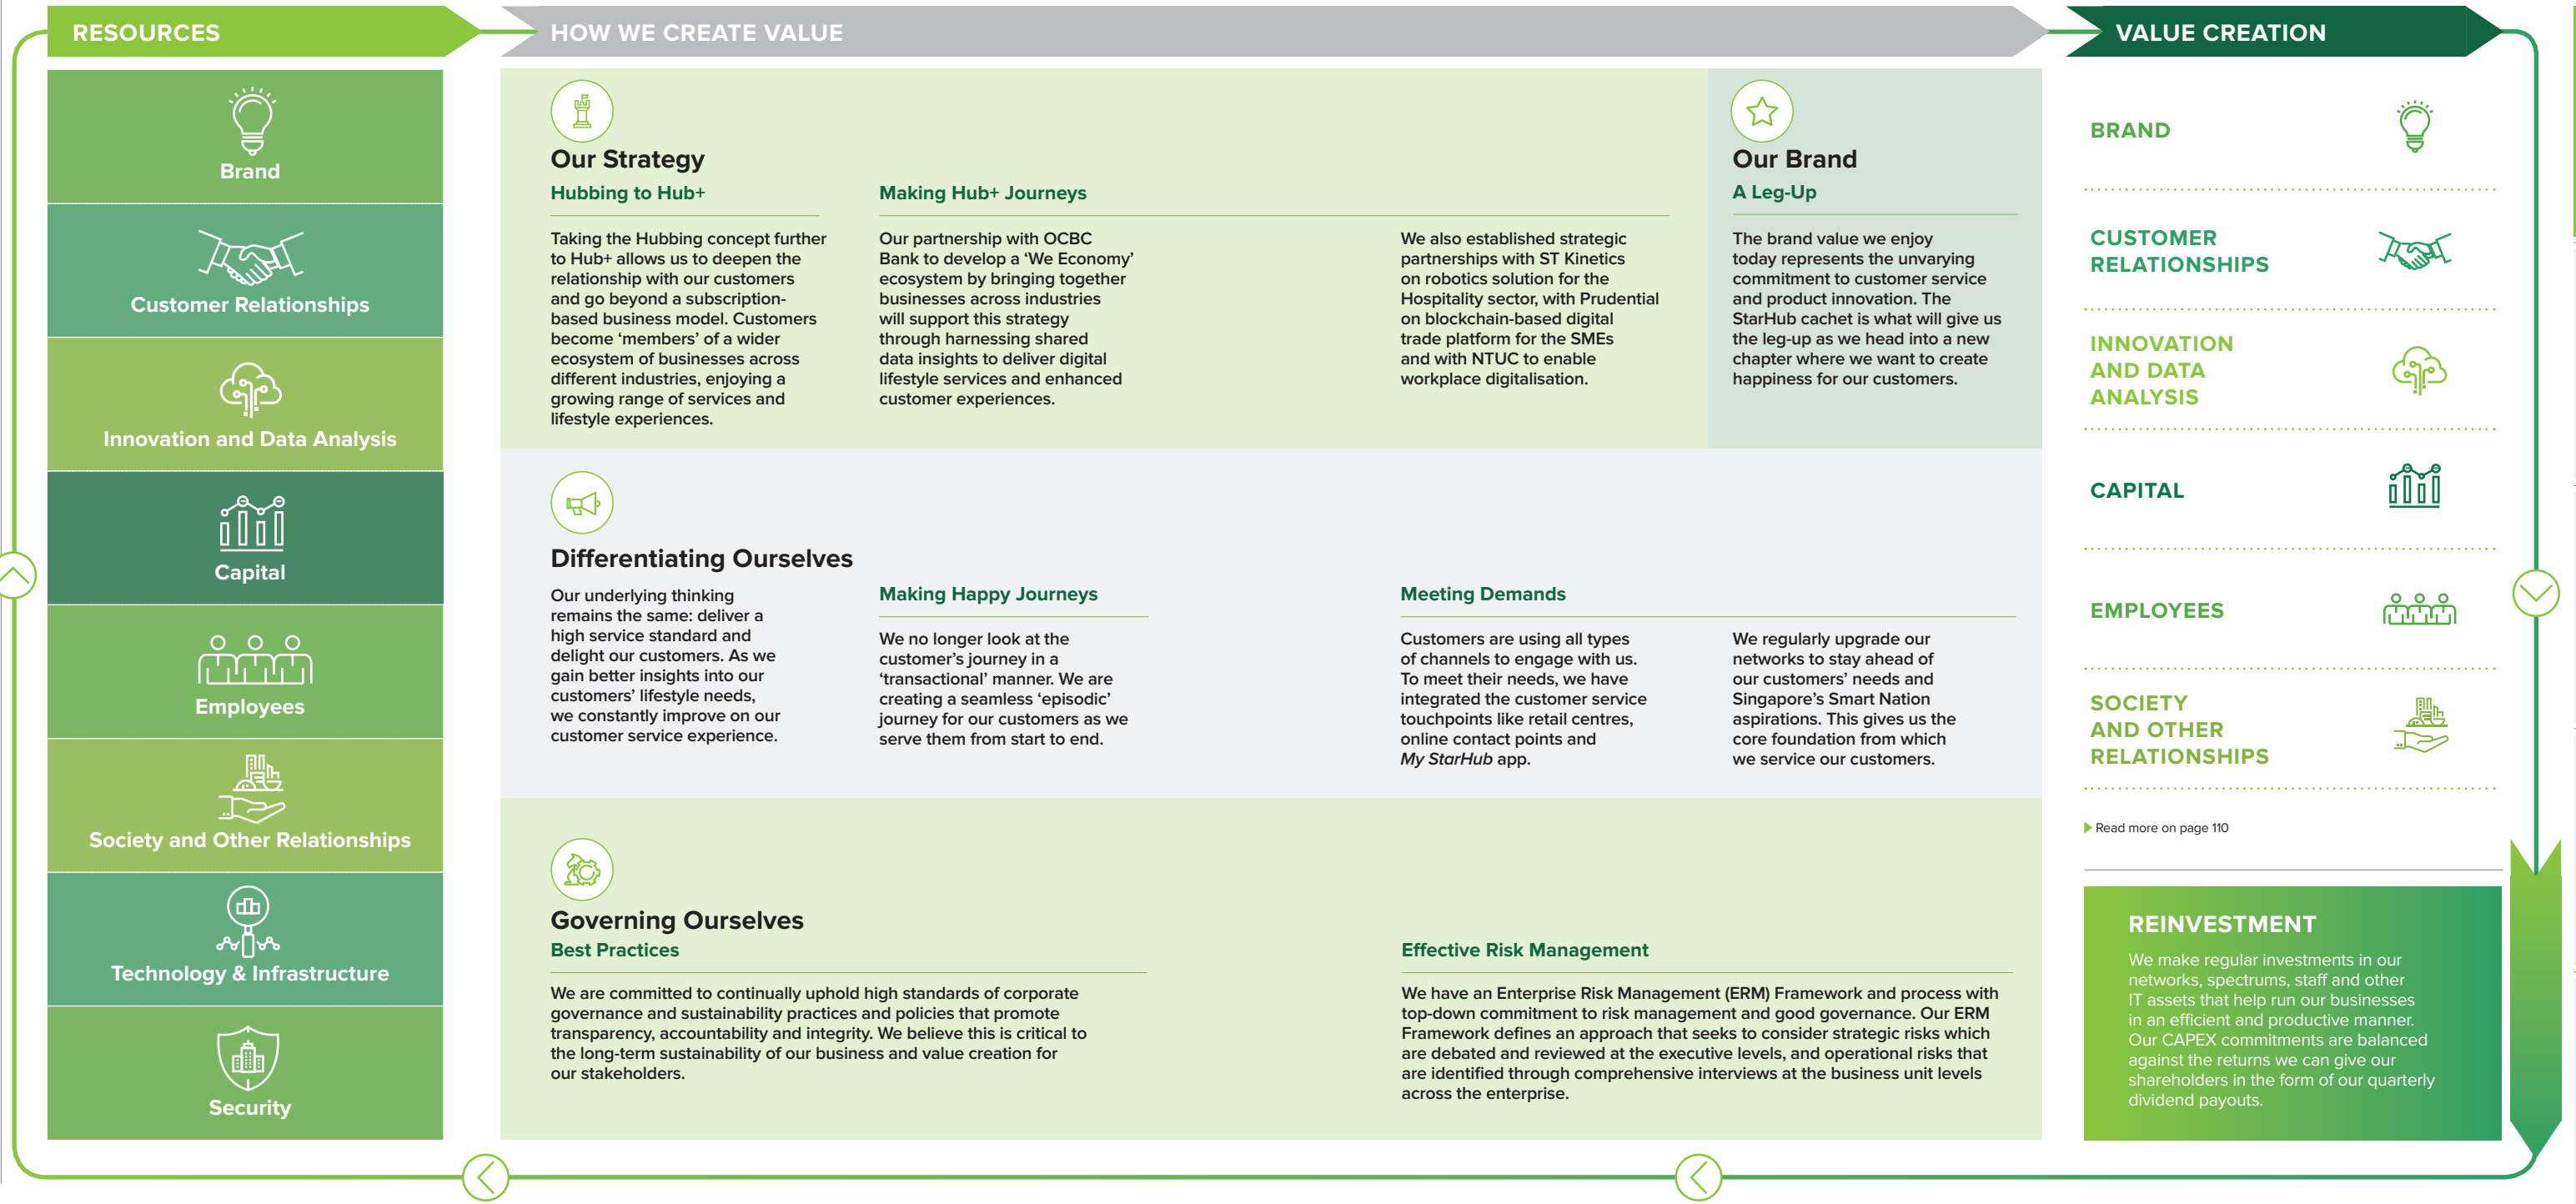 RESOURCES
Brand
Customer Relationships
Innovation and Data Analysis
Capital
Employees
Society and Other Relationships
Technology & Infrastructure
Security
HOW WE CREATE VALUE
Our Strategy
Hubbing to Hub+
Taking the Hubbing concept further
to Hub+ allows us to deepen the
relationship with our customers
and go beyond a subscription-
based business model. Customers
become ‘members’ of a wider
ecosystem of businesses across
different industries, enjoying a
growing range of services and
lifestyle experiences.
Making Hub+ Journeys
Our partnership with OCBC
Bank to develop a ‘We Economy’
ecosystem by bringing together
businesses across industries
will support this strategy
through harnessing shared
data insights to deliver digital
lifestyle services and enhanced
customer experiences.
We also established strategic
partnerships with ST Kinetics
on robotics solution for the
Hospitality sector, with Prudential
on blockchain-based digital
trade platform for the SMEs
and with NTUC to enable
workplace digitalisation.
Our Brand
A Leg-Up
The brand value we enjoy
today represents the unvarying
commitment to customer service
and product innovation. The
StarHub cachet is what will give us
the leg-up as we head into a new
chapter where we want to create
happiness for our customers.
Differentiating Ourselves
Our underlying thinking
remains the same: deliver a
high service standard and
delight our customers. As we
gain better insights into our
customers’ lifestyle needs,
we constantly improve on our
customer service experience.
Making Happy Journeys
We no longer look at the
customer’s journey in a
‘transactional’ manner. We are
creating a seamless ‘episodic’
journey for our customers as we
serve them from start to end.
Meeting Demands
Customers are using all types
of channels to engage with us.
To meet their needs, we have
integrated the customer service
touchpoints like retail centres,
online contact points and
My StarHub app.
We regularly upgrade our
networks to stay ahead of
our customers’ needs and
Singapore’s Smart Nation
aspirations. This gives us the
core foundation from which
we service our customers.
Governing Ourselves
Best Practices
We are committed to continually uphold high standards of corporate
governance and sustainability practices and policies that promote
transparency, accountability and integrity. We believe this is critical to
the long-term sustainability of our business and value creation for
our stakeholders.
Effective Risk Management
We have an Enterprise Risk Management (ERM) Framework and process with
top-down commitment to risk management and good governance. Our ERM
Framework defines an approach that seeks to consider strategic risks which
are debated and reviewed at the executive levels, and operational risks that
are identified through comprehensive interviews at the business unit levels
across the enterprise.
VALUE CREATION
BRAND
CUSTOMER
RELATIONSHIPS
INNOVATION
AND DATA
ANALYSIS
CAPITAL
EMPLOYEES
SOCIETY
AND OTHER
RELATIONSHIPS
Read more on page 110
REINVESTMENT
We make regular investments in our
networks, spectrums, staff and other
IT assets that help run our businesses
in an efficient and productive manner.
Our CAPEX commitments are balanced
against the returns we can give our
shareholders in the form of our quarterly
dividend payouts.